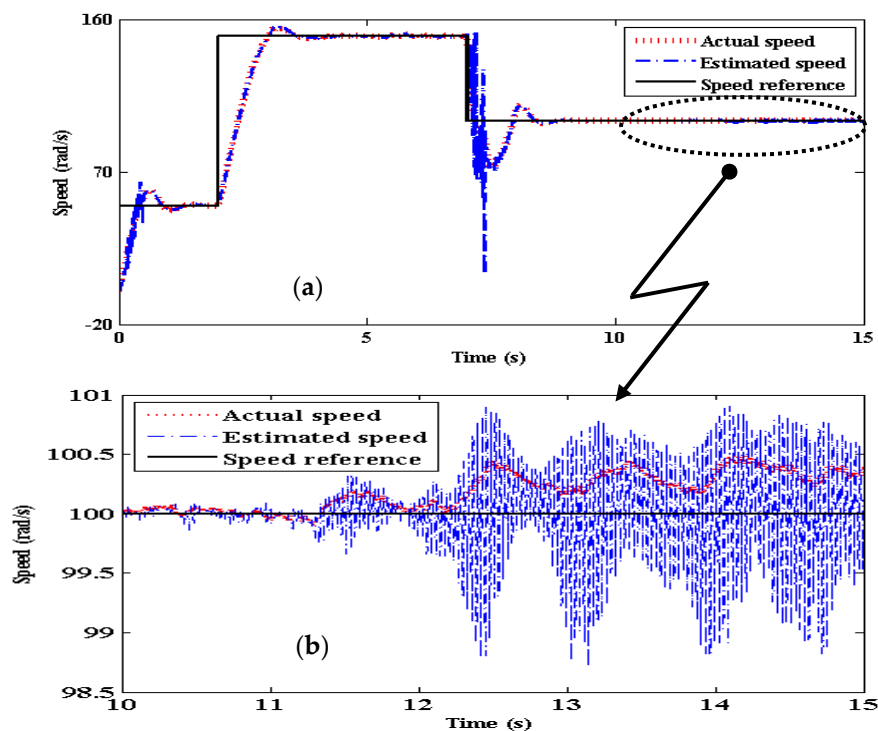 160
70
-20
Speed (rad/s)
Actual speed
Estimated speed
Speed reference
(a)
0
5
10
15
Time (s)
101
100.5
100
99.5
99
98.5
Speed (rad/s)
Actual speed
Estimated speed
Speed reference
(b)
10
11
12
13
14
15
Time (s)